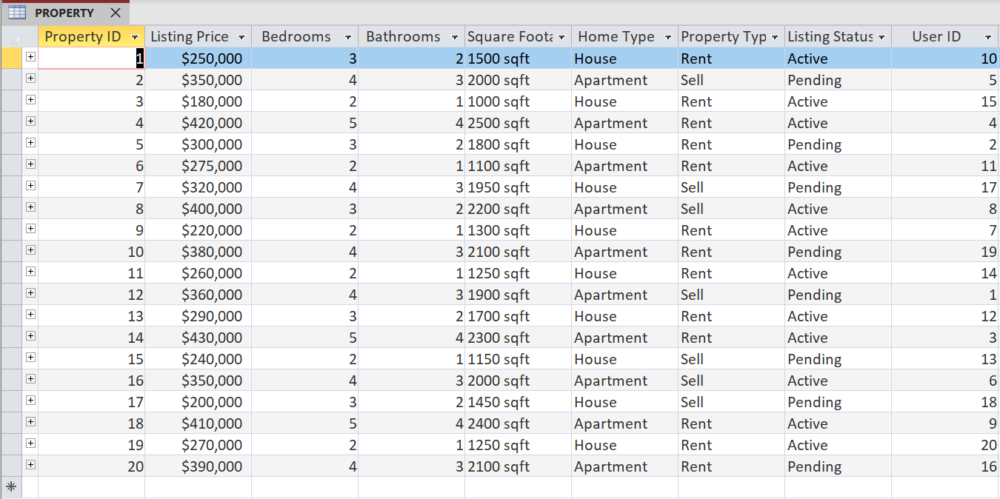 PROPERTY
Property ID Listing Price Bedrooms Bathrooms Square Foota Home Type Property Typ Listing Status User ID
1 $250,000 3 2 1500 sqft House Rent Active 10
2 $350,000 4 3 2000 sqft Apartment Sell Pending 5
3 $180,000 2 1 1000 sqft House Rent Active 15
4 $420,000 5 4 2500 sqft Apartment Rent Active 4
5 $300,000 3 2 1800 sqft House Rent Pending 2
6 $275,000 2 1 1100 sqft Apartment Rent Active 11
7 $320,000 4 3 1950 sqft House Sell Pending 17
8 $400,000 3 2 2200 sqft Apartment Sell Active 8
9 $220,000 2 1 1300 sqft House Rent Active 7
10 $380,000 4 3 2100 sqft Apartment Rent Pending 19
11 $260,000 2 1 1250 sqft House Rent Active 14
12 $360,000 4 3 1900 sqft Apartment Sell Pending 1
13 $290,000 3 2 1700 sqft House Rent Active 12
14 $430,000 5 4 2300 sqft Apartment Rent Active 3
15 $240,000 2 1 1150 sqft House Sell Pending 13
16 $350,000 4 3 2000 sqft Apartment Sell Active 6
17 $200,000 3 2 1450 sqft House Sell Pending 18
18 $410,000 5 4 2400 sqft Apartment Rent Active 9
19 $270,000 2 1 1250 sqft House Rent Active 20
20 $390,000 4 3 2100 sqft Apartment Rent Pending 16